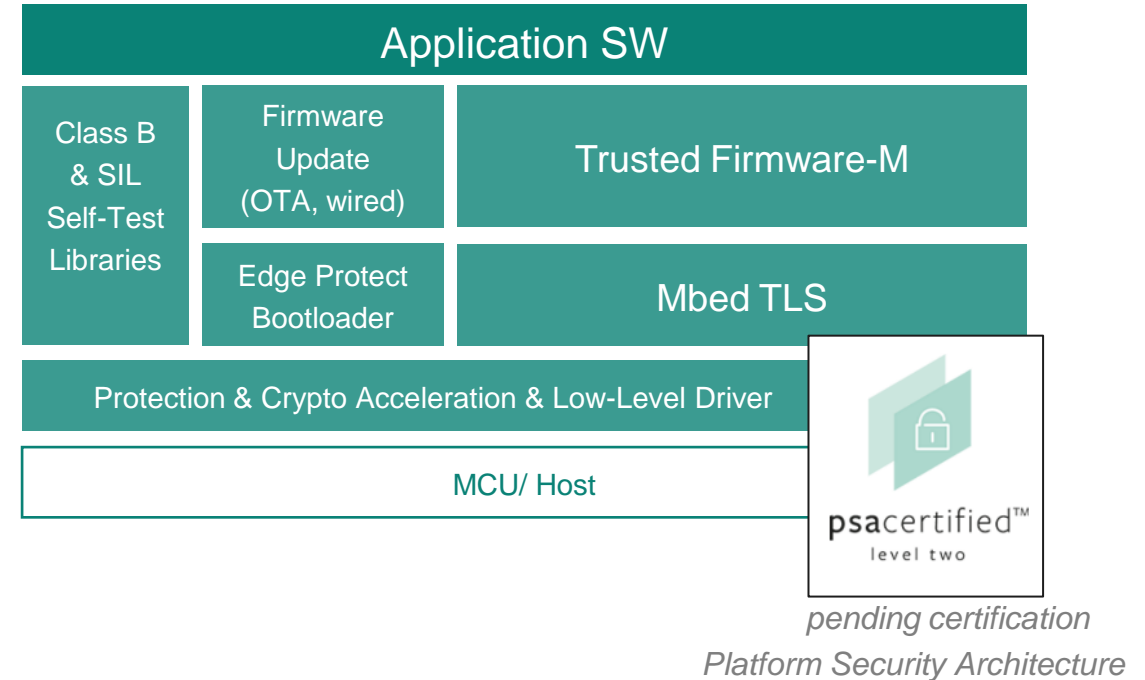 Application SW
Class B
& SIL
Self-Test
Libraries
Firmware
Update
(OTA, wired)
Trusted Firmware-M
Edge Protect
Bootloader
Mbed TLS
Protection & Crypto Acceleration & Low-Level Driver
MCU/ Host
psacertified™
level two
pending certification
Platform Security Architecture